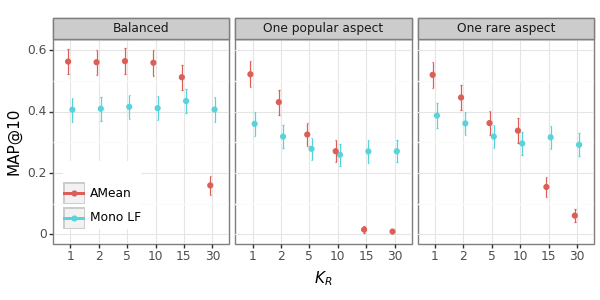 Balanced
One popular aspect
One rare aspect
MAP@10
0.6
0.4
0.2
0
AMean
Mono LF
1 2 5 10 15 30
1 2 5 10 15 30
1 2 5 10 15 30
K_R